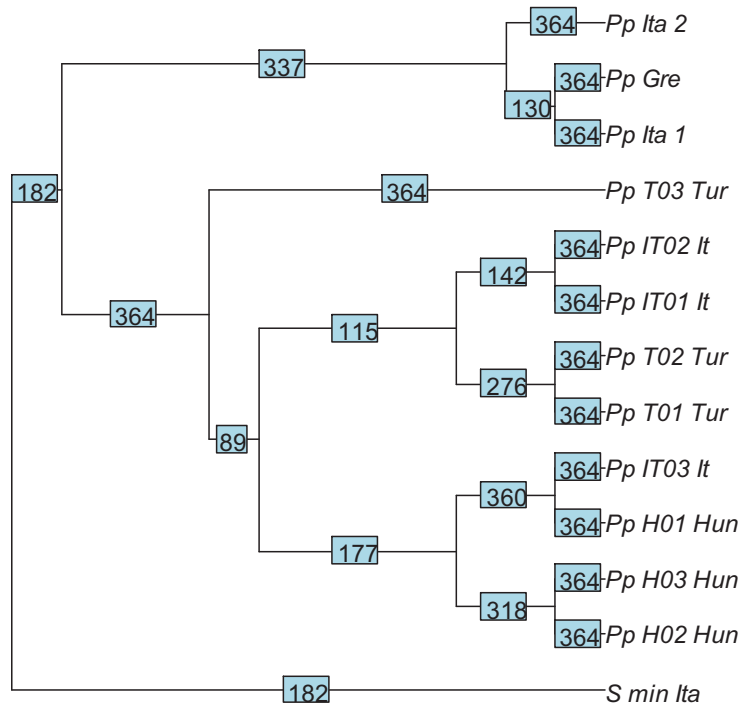 364 Pp Ita 2
337
364 Pp Gre
130
364 Pp Ita 1
182
364 Pp T03 Tur
364 Pp IT02 It
142
364 Pp IT01 It
364
115
364 Pp T02 Tur
276
364 Pp T01 Tur
89
364 Pp IT03 It
360
364 Pp H01 Hun
177
364 Pp H03 Hun
318
364 Pp H02 Hun
182 S min Ita